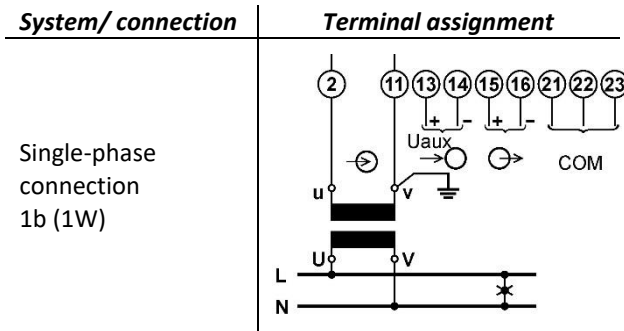 System/ connection Terminal assignment
2 11 13 14 15 16 21 22 23
+ - + -
Uaux
COM
Single-phase
connection
1b (1W)
u v
U V
L
N